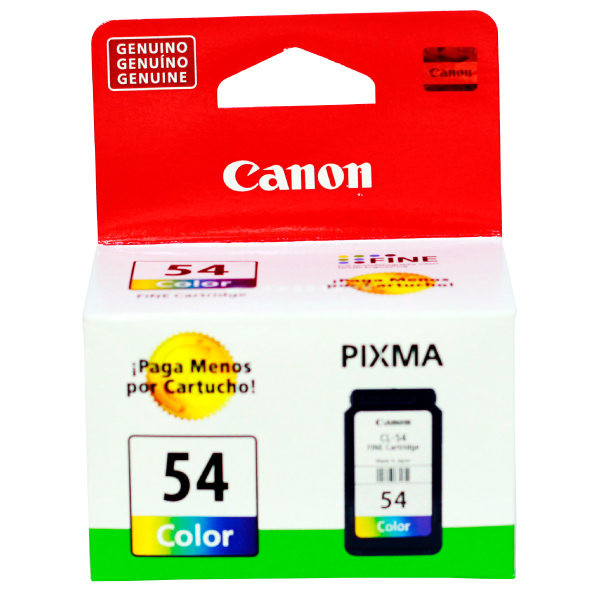 GENUINO
GENUÍNO
GENUINE
Canon
Canon
54
Color
FINE Cartridge
FINE
¡Paga Menos
por Cartucho!
¡Paga Menos
por Cartucho!
PIXMA
54
Color
Canon
CL-54
FINE Cartridge
54
Color